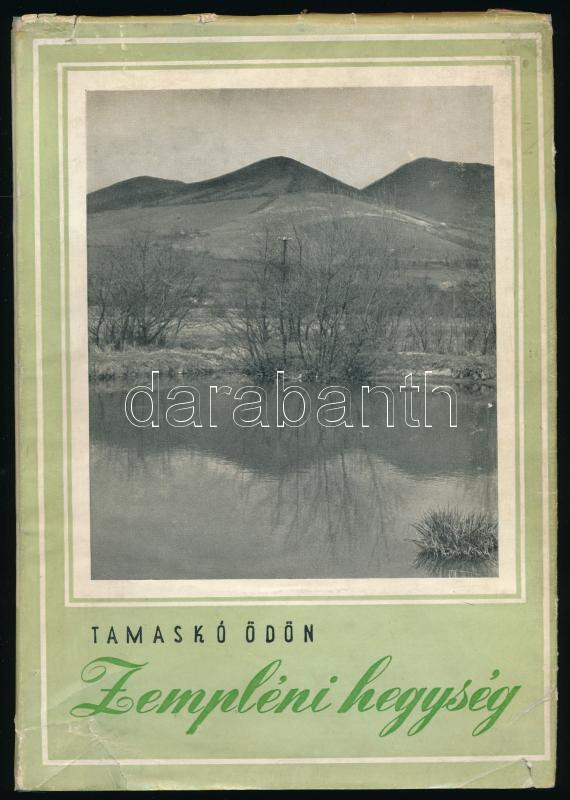 darabanth
TAMASKÓ ÖDÖN
Zempléni hegység